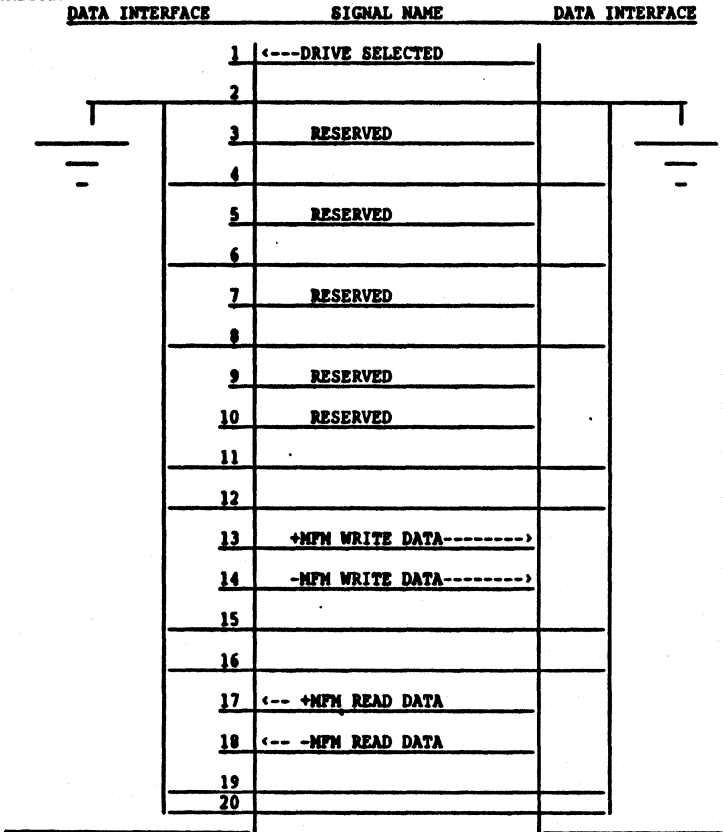 DATA INTERFACE SIGNAL NAME DATA INTERFACE
1 <---DRIVE SELECTED
2
3 RESERVED
4
5 RESERVED
6
7 RESERVED
8
9 RESERVED
10 RESERVED
11
12
13 +MFM WRITE DATA-------->
14 -MFM WRITE DATA-------->
15
16
17 <-- +MFM READ DATA
18 <-- -MFM READ DATA
19
20